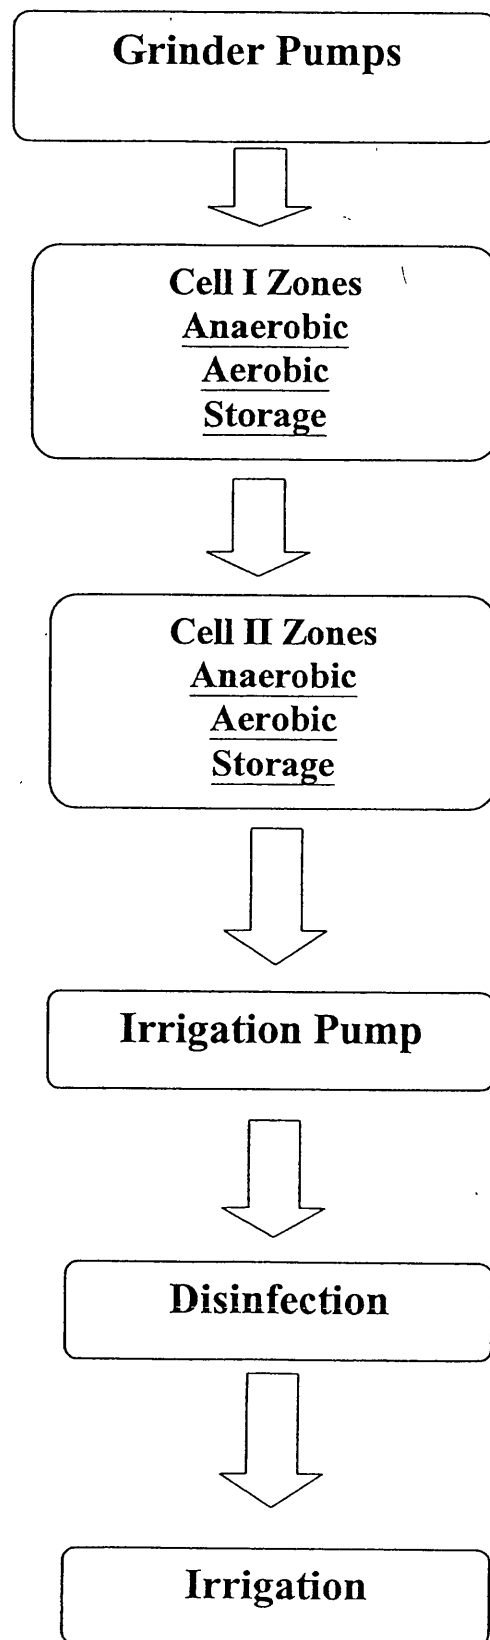 Grinder Pumps
Cell I Zones
Anaerobic
Aerobic
Storage
Cell II Zones
Anaerobic
Aerobic
Storage
Irrigation Pump
Disinfection
Irrigation